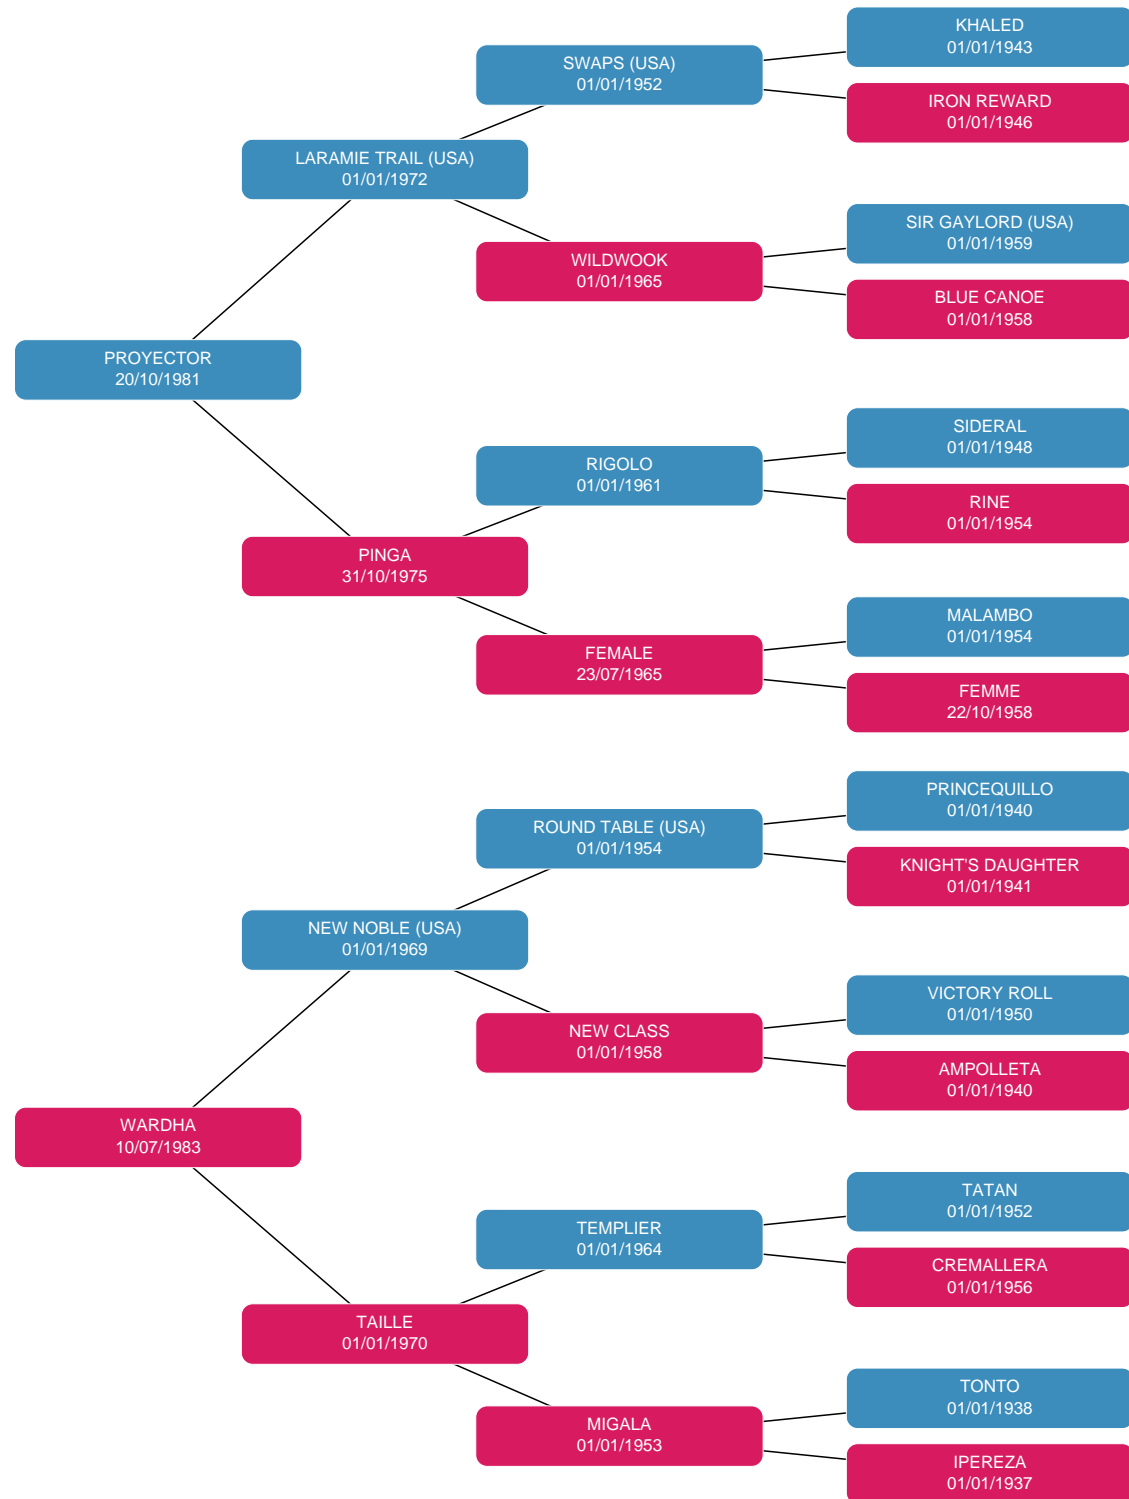 KHALED
01/01/1943
SWAPS (USA)
01/01/1952
IRON REWARD
01/01/1946
LARAMIE TRAIL (USA)
01/01/1972
SIR GAYLORD (USA)
01/01/1959
WILDWOOK
01/01/1965
BLUE CANOE
01/01/1958
PROYECTOR
20/10/1981
SIDERAL
01/01/1948
RIGOLO
01/01/1961
RINE
01/01/1954
PINGA
31/10/1975
MALAMBO
01/01/1954
FEMALE
23/07/1965
FEMME
22/10/1958
PRINCEQUILLO
01/01/1940
ROUND TABLE (USA)
01/01/1954
KNIGHT'S DAUGHTER
01/01/1941
NEW NOBLE (USA)
01/01/1969
VICTORY ROLL
01/01/1950
NEW CLASS
01/01/1958
AMPOLLETA
01/01/1940
WARDHA
10/07/1983
TATAN
01/01/1952
TEMPLIER
01/01/1964
CREMALLERA
01/01/1956
TAILLE
01/01/1970
TONTO
01/01/1938
MIGALA
01/01/1953
IPEREZA
01/01/1937